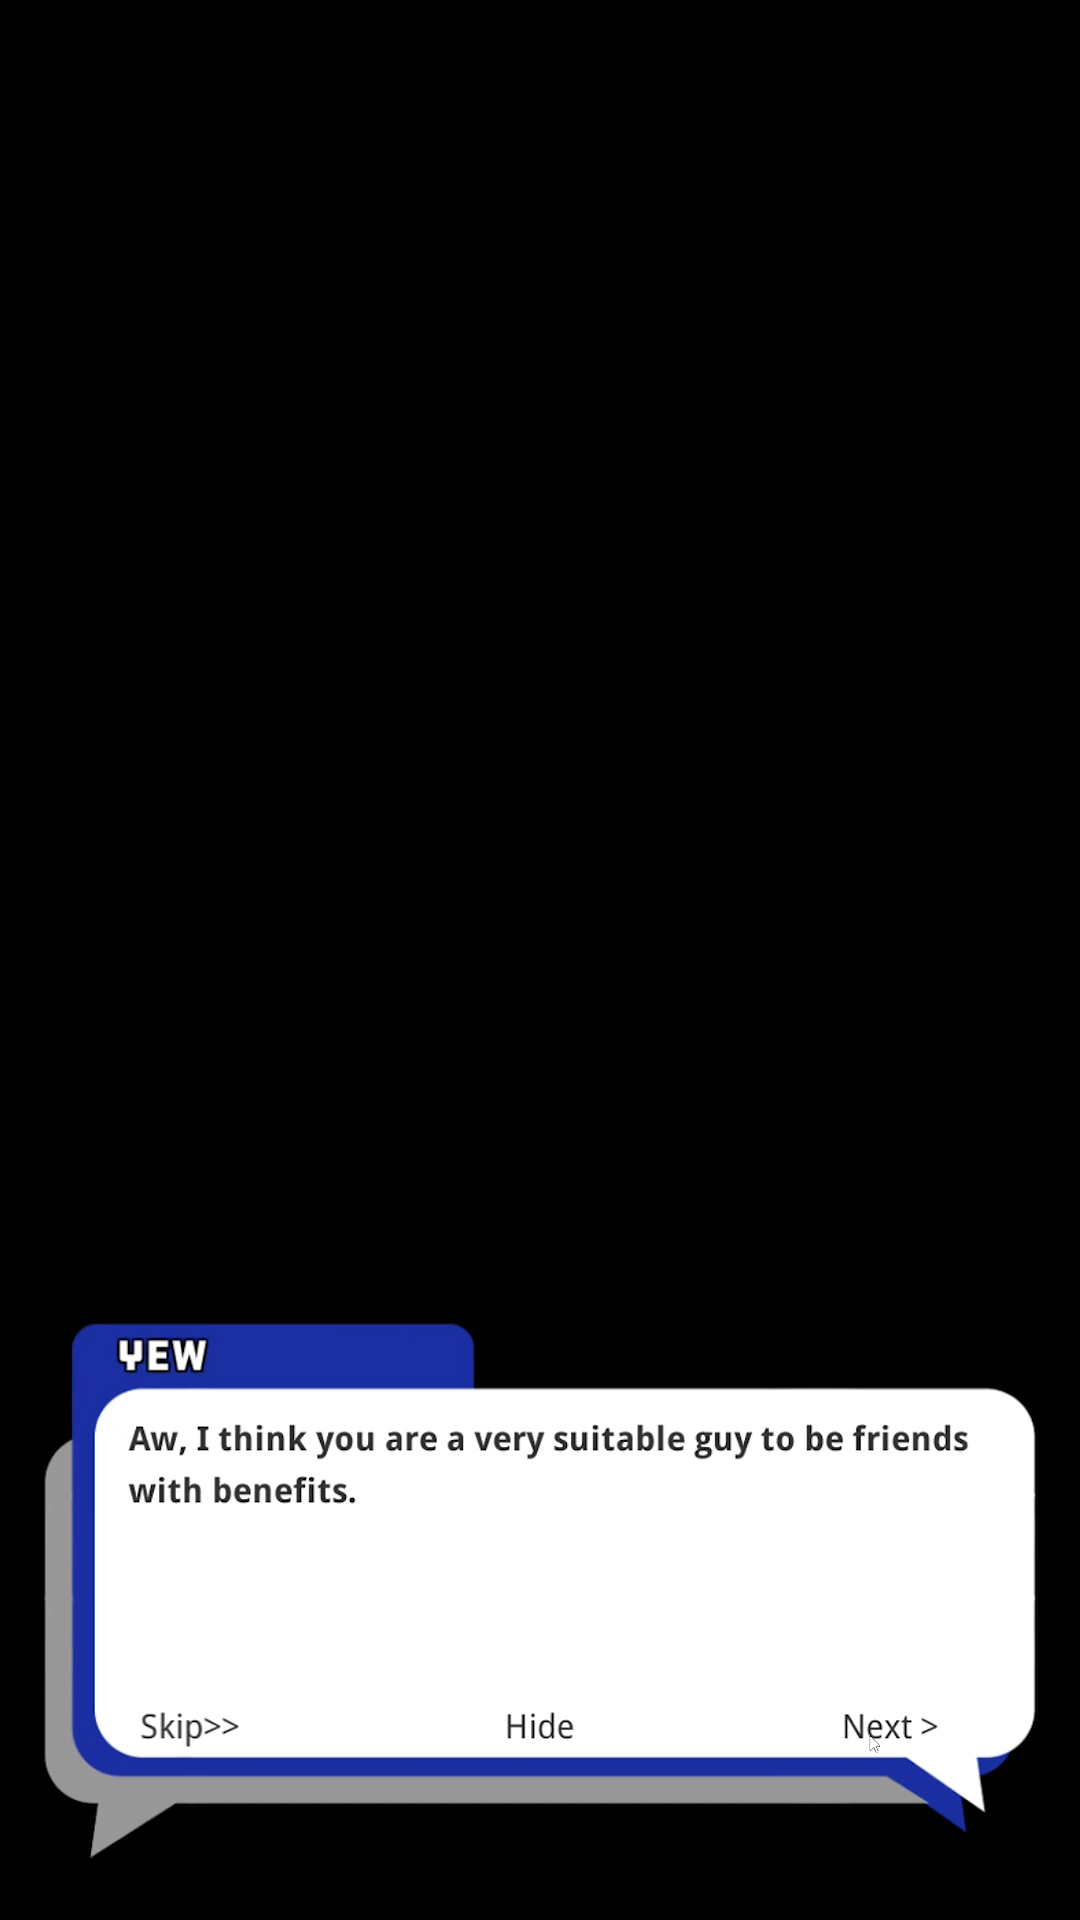 YEW
Aw, I think you are a very suitable guy to be friends
with benefits.
Skip>> Hide Next >